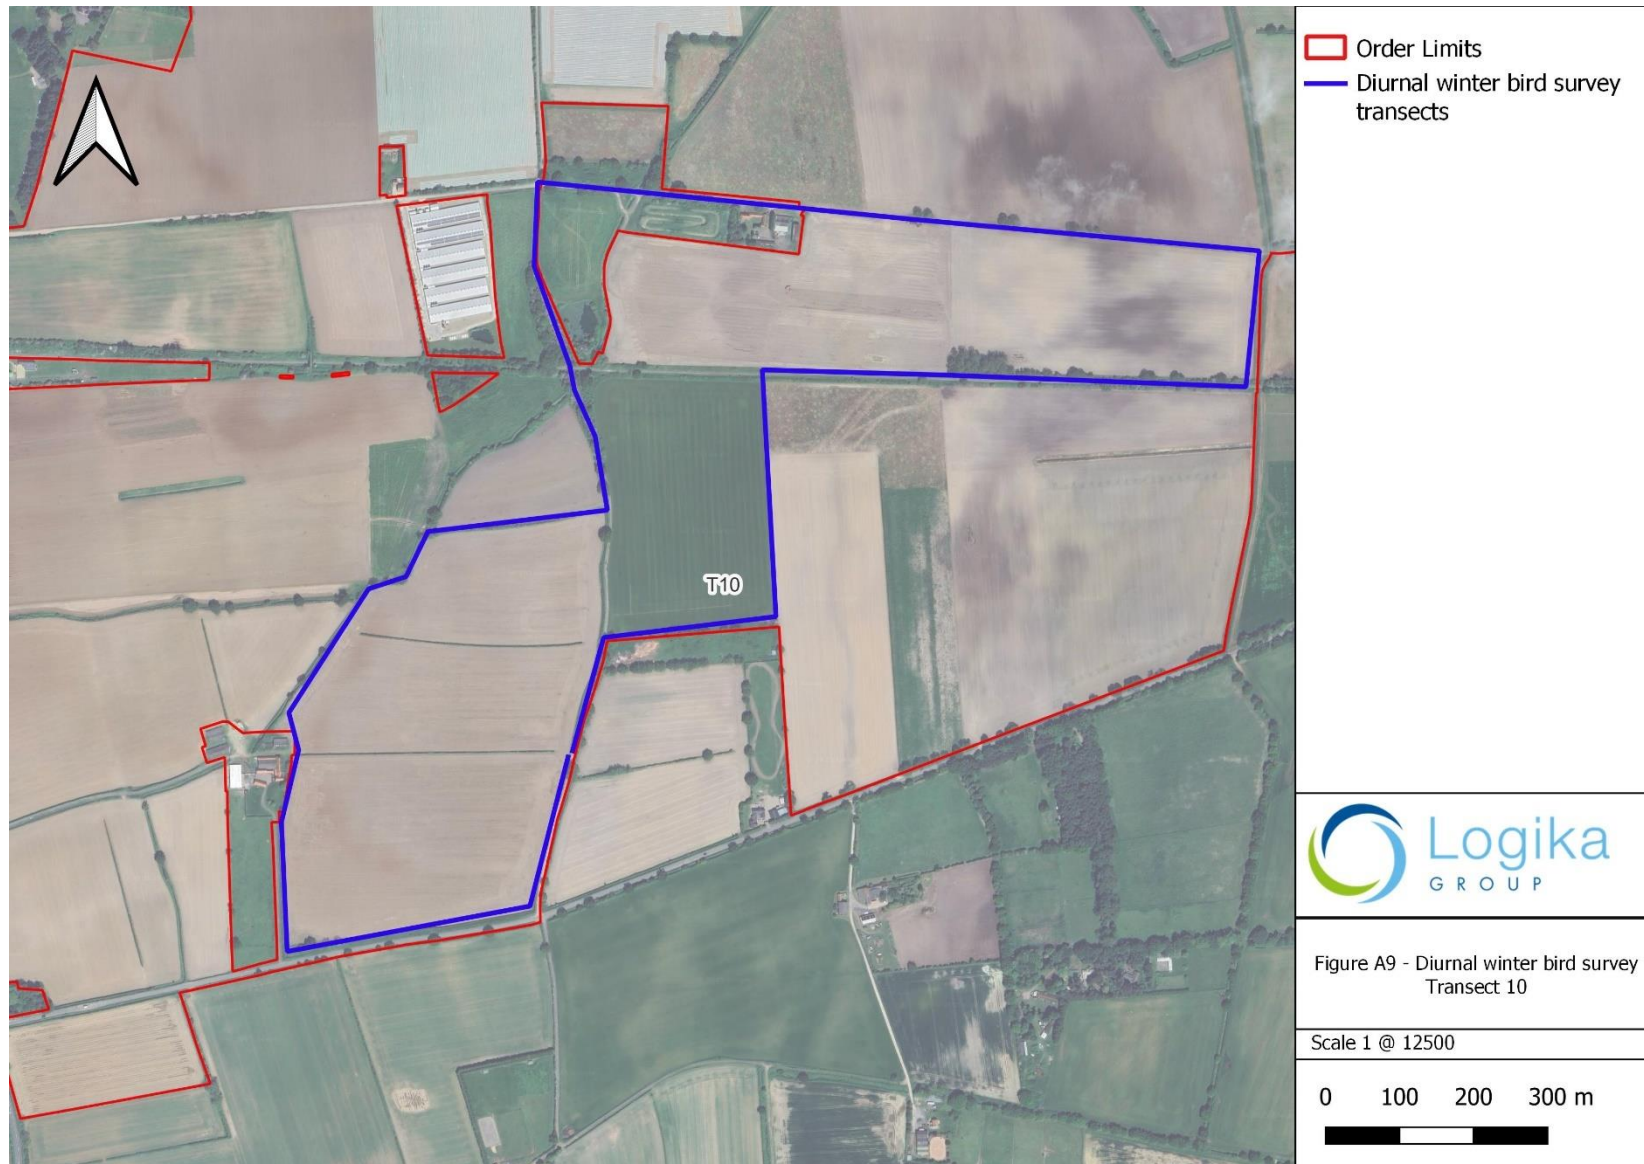 Order Limits
Diurnal winter bird survey
transects
T10
Logika
GROUP
Figure A9 - Diurnal winter bird survey
Transect 10
Scale 1 @ 12500
0 100 200 300 m